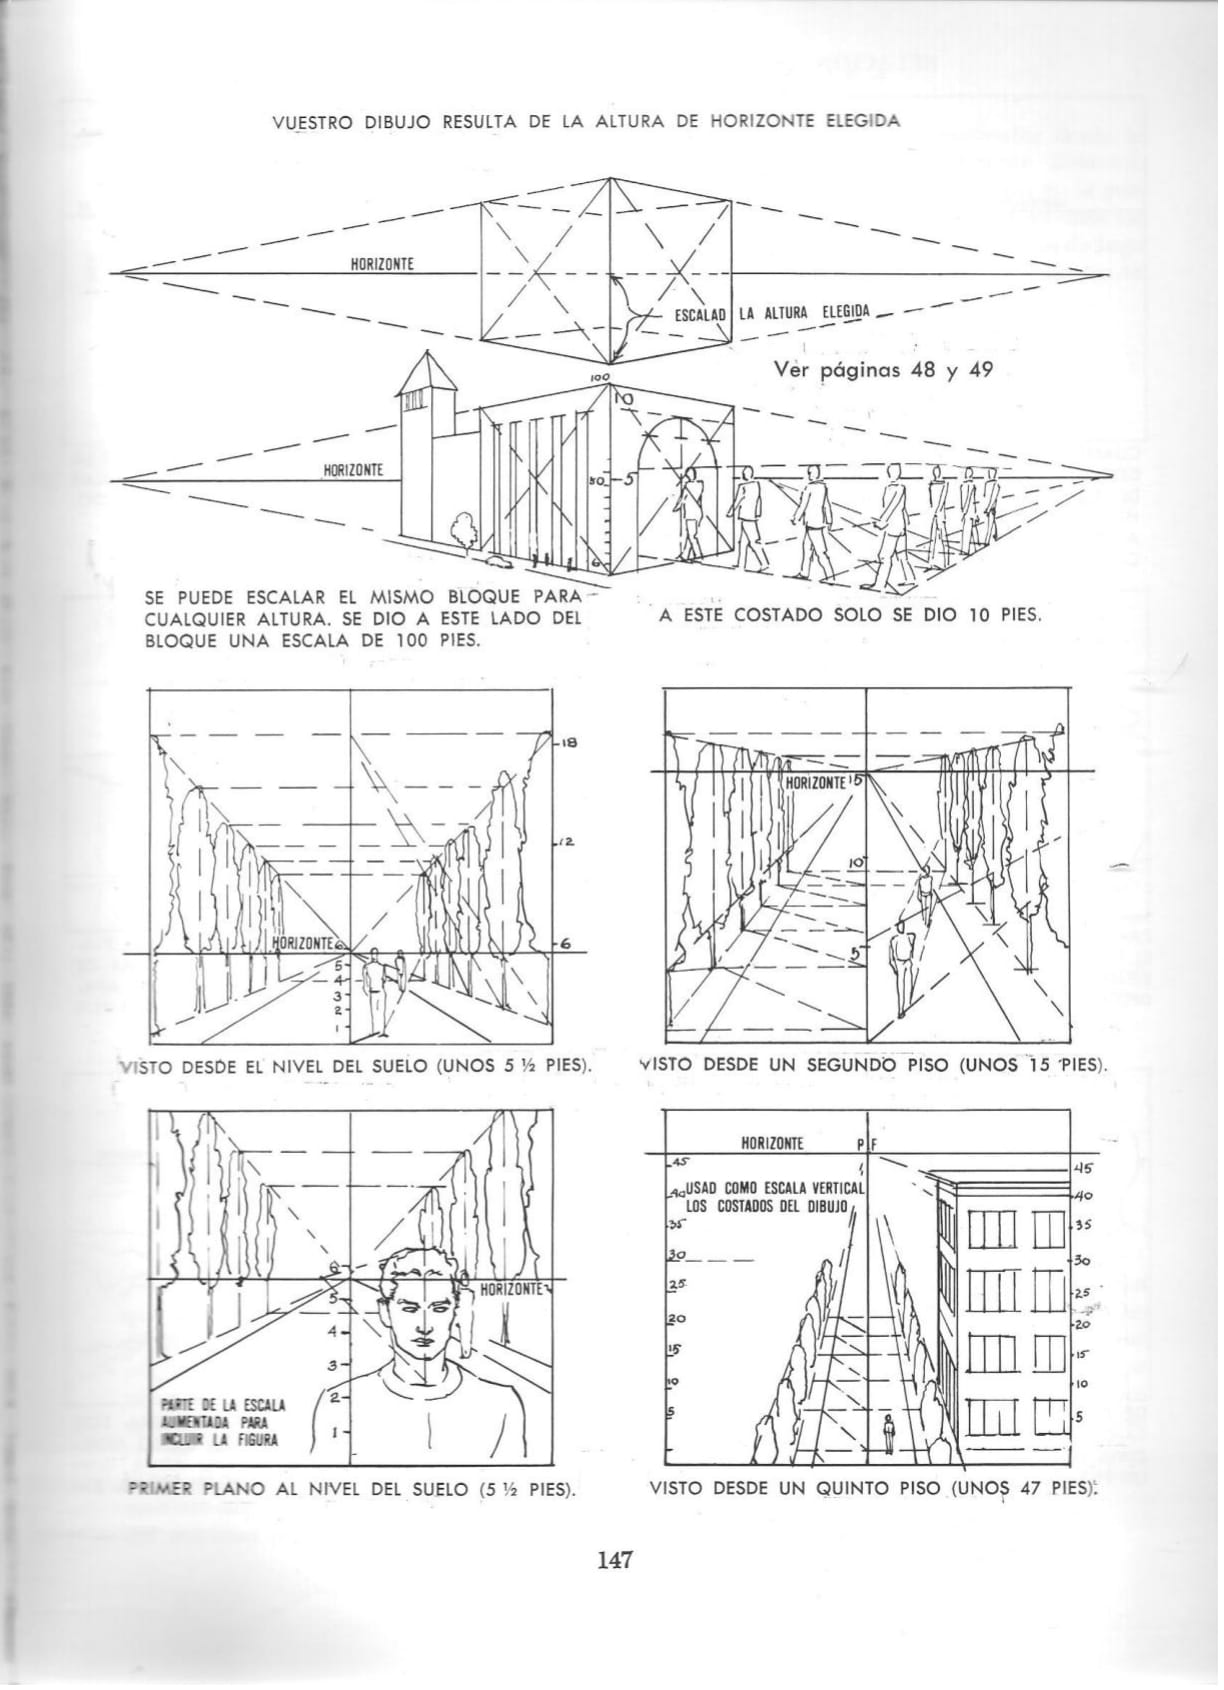 VUESTRO DIBUJO RESULTA DE LA ALTURA DE HORIZONTE ELEGIDA
HORIZONTE
ESCALAD LA ALTURA ELEGIDA
Ver páginas 48 y 49
100
10
HORIZONTE
50
5
6
SE PUEDE ESCALAR EL MISMO BLOQUE PARA
CUALQUIER ALTURA. SE DIO A ESTE LADO DEL
BLOQUE UNA ESCALA DE 100 PIES.
A ESTE COSTADO SOLO SE DIO 10 PIES.
18
12
HORIZONTE 6
6
5
4
3
2
1
VISTO DESDE EL NIVEL DEL SUELO (UNOS 5 ½ PIES).
HORIZONTE 15
10
5
VISTO DESDE UN SEGUNDO PISO (UNOS 15 PIES).
6
HORIZONTE
5
4
3
2
1
PARTE DE LA ESCALA
AUMENTADA PARA
INCLUIR LA FIGURA
PRIMER PLANO AL NIVEL DEL SUELO (5 ½ PIES).
HORIZONTE P F
45 45
40 USAD COMO ESCALA VERTICAL 40
LOS COSTADOS DEL DIBUJO
35 35
30 30
25 25
20 20
15 15
10 10
5 5
VISTO DESDE UN QUINTO PISO (UNOS 47 PIES).
147